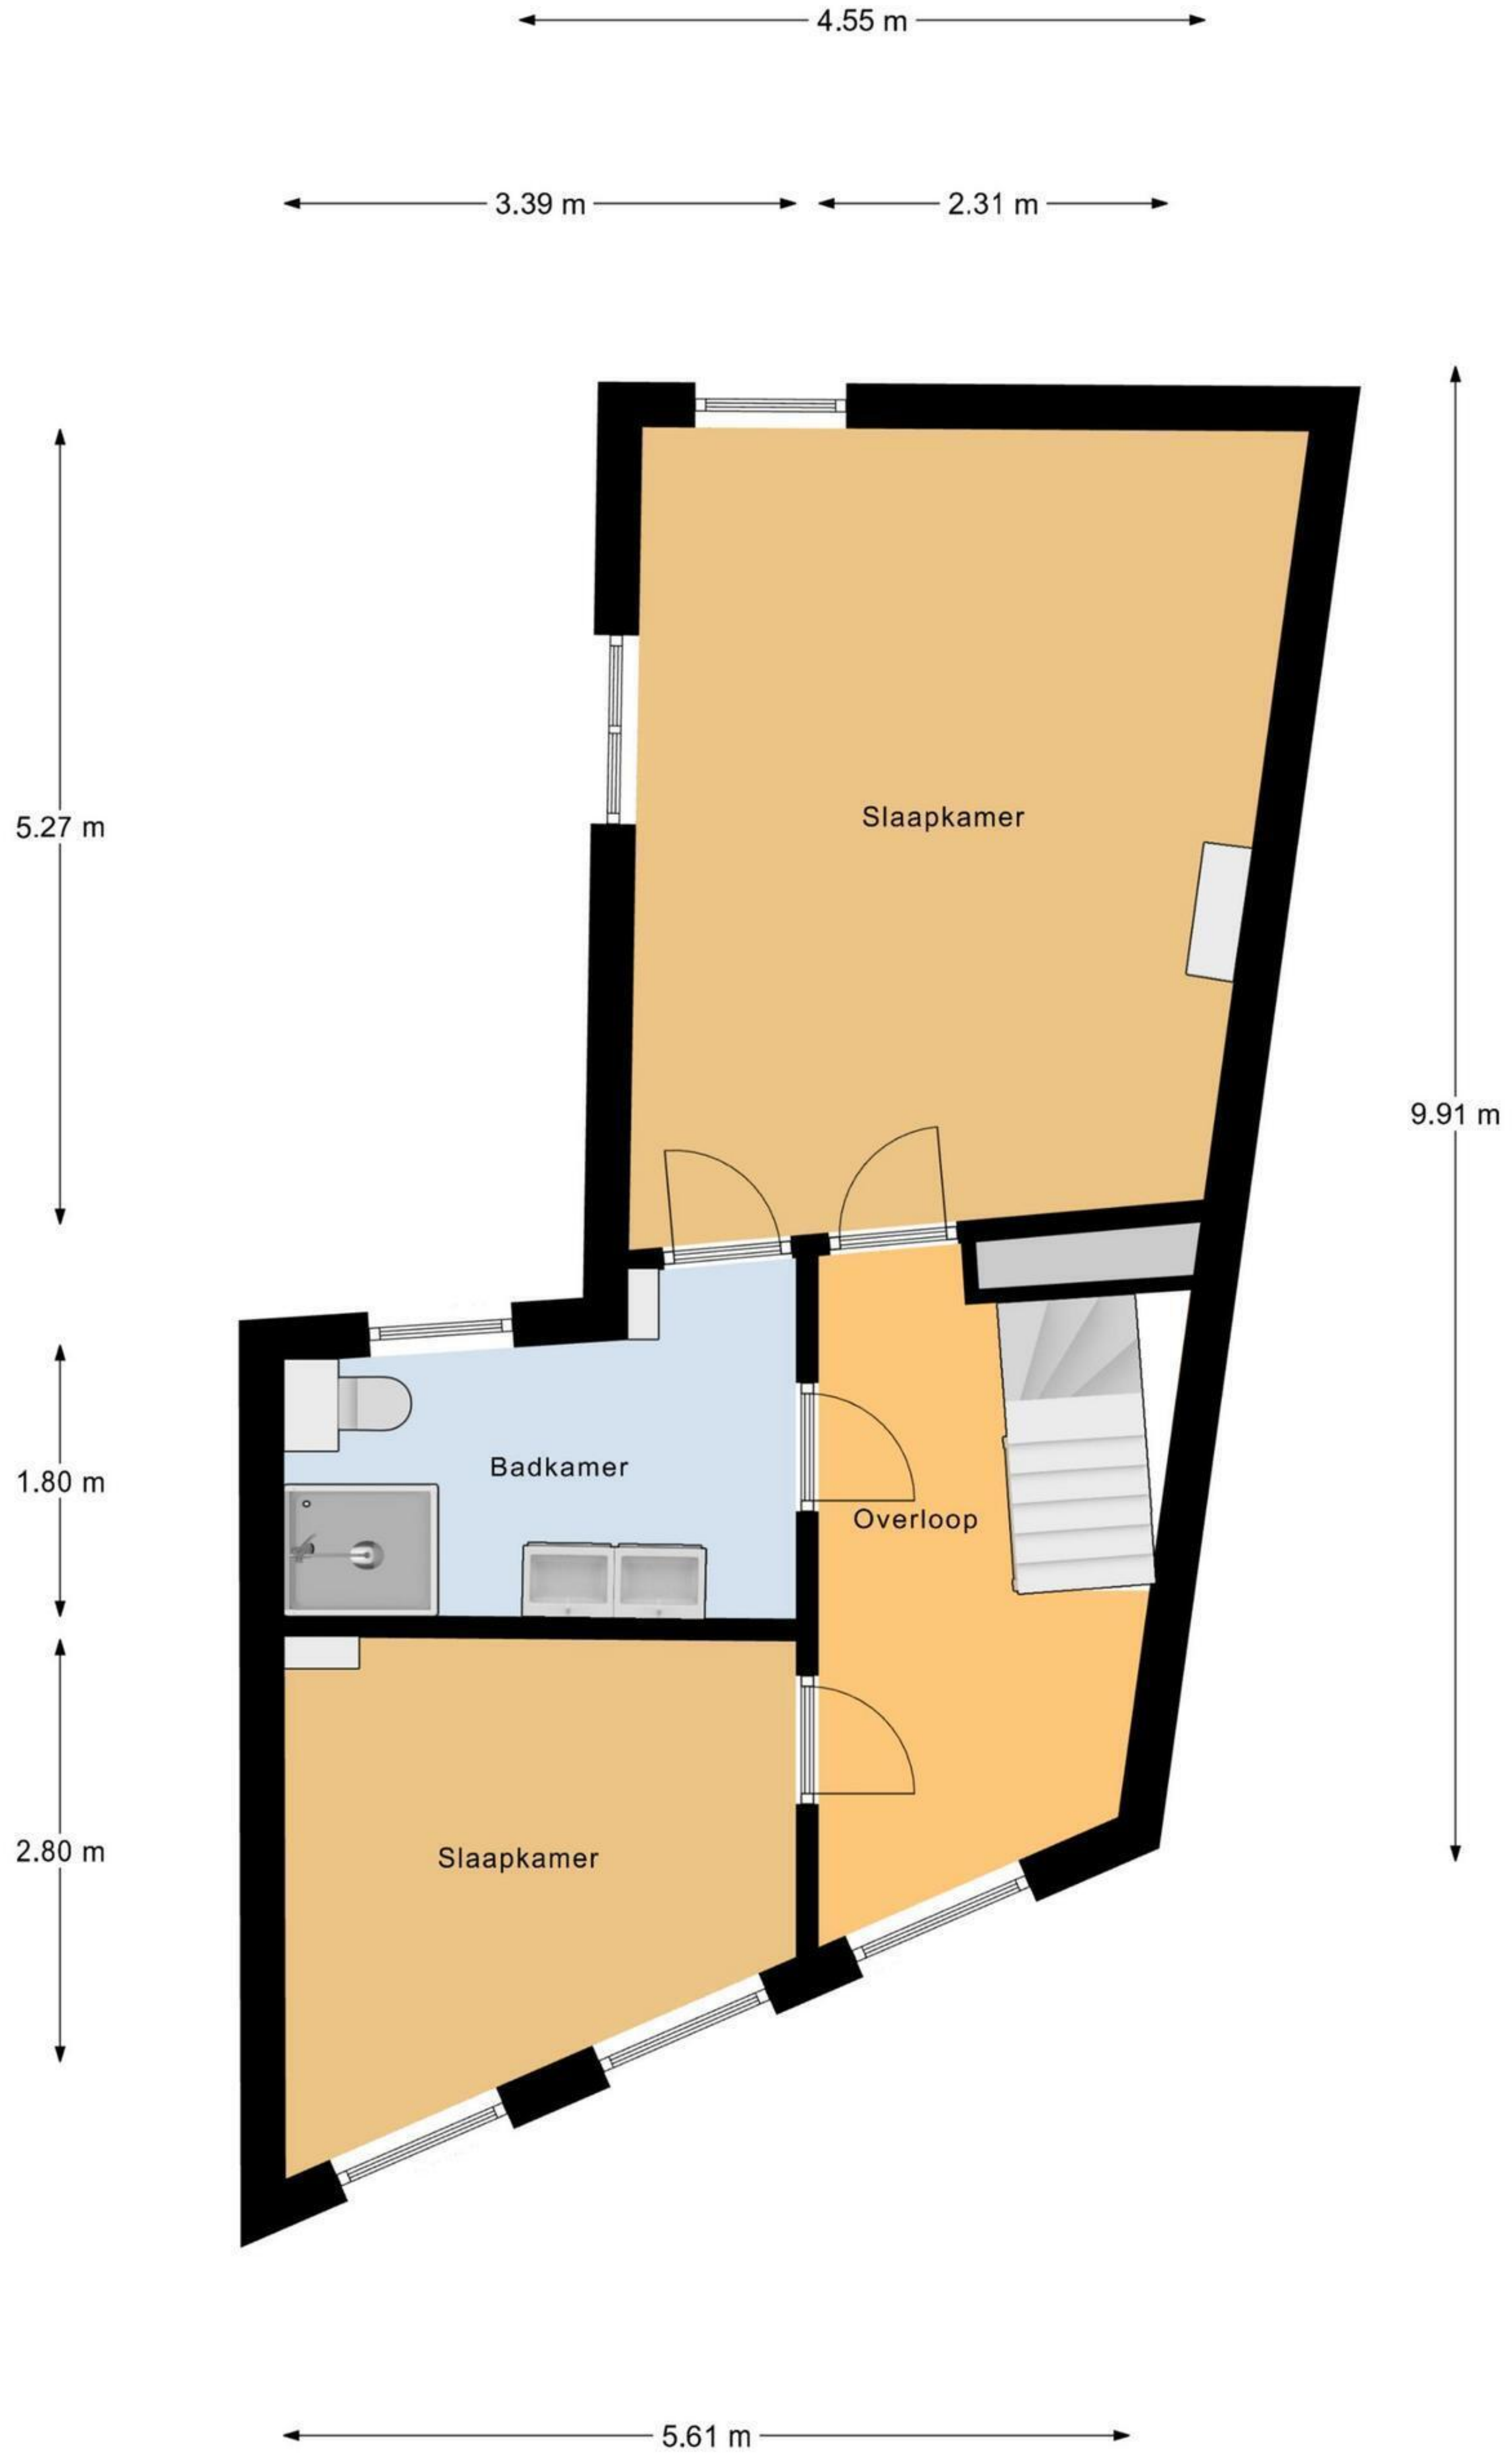 4.55 m
3.39 m
2.31 m
Slaapkamer
5.27 m
9.91 m
Badkamer
1.80 m
Overloop
2.80 m
Slaapkamer
5.61 m